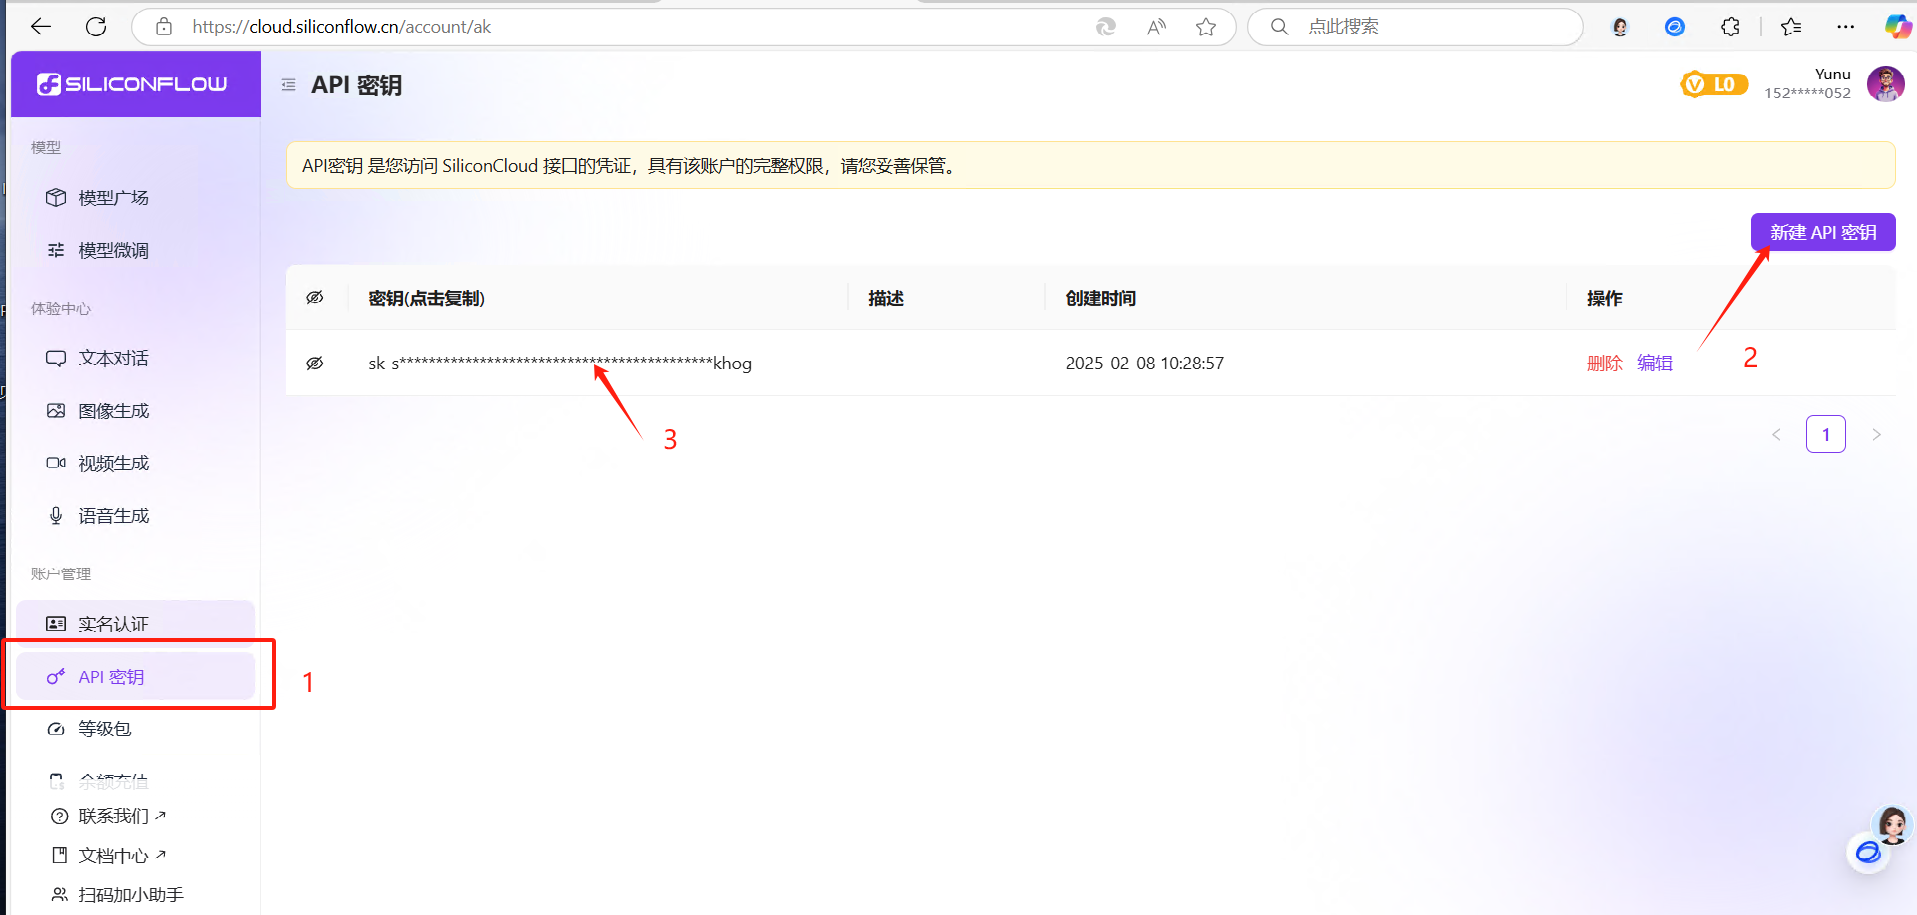 https://cloud.siliconflow.cn/account/ak
点此搜索
SILICONFLOW
API 密钥
L0
Yunu
152*****052
模型
模型广场
模型微调
体验中心
文本对话
图像生成
视频生成
语音生成
账户管理
实名认证
API 密钥
等级包
余额充值
联系我们
文档中心
扫码加小助手
API密钥 是您访问 SiliconCloud 接口的凭证，具有该账户的完整权限，请您妥善保管。
新建 API 密钥
密钥(点击复制) 描述 创建时间 操作
sk s*******************************************khog 2025 02 08 10:28:57 删除 编辑
1
1
2
3